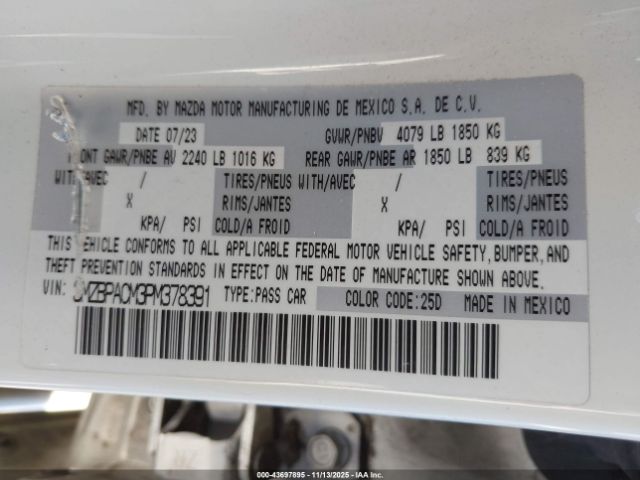 MFD. BY MAZDA MOTOR MANUFACTURING DE MEXICO S.A. DE C.V.
DATE 07/23 GVWR/PNBV 4079 LB 1850 KG
FRONT GAWR/PNBE AV 2240 LB 1016 KG REAR GAWR/PNBE AR 1850 LB 839 KG
WITH/AVEC / TIRES/PNEUS WITH/AVEC / TIRES/PNEUS
X RIMS/JANTES X RIMS/JANTES
KPA/ PSI COLD/A FROID KPA/ PSI COLD/A FROID
THIS VEHICLE CONFORMS TO ALL APPLICABLE FEDERAL MOTOR VEHICLE SAFETY, BUMPER, AND
THEFT PREVENTION STANDARDS IN EFFECT ON THE DATE OF MANUFACTURE SHOWN ABOVE.
VIN: 3MZBPACM3PM378391 TYPE:PASS CAR COLOR CODE:25D MADE IN MEXICO
000-43697895 - 11/13/2025 - IAAI.COM